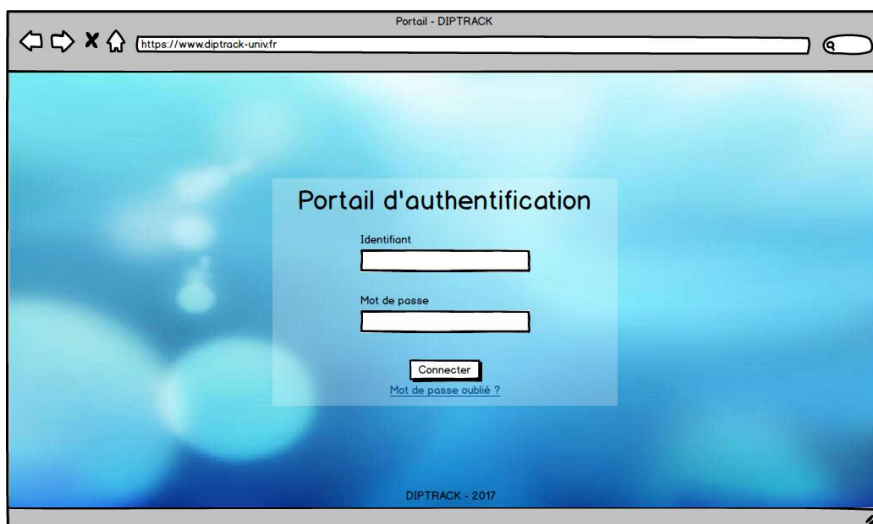 Portail - DIPTRACK
https://www.diptrack-univ.fr
Portail d'authentification
Identifiant
Mot de passe
Connecter
Mot de passe oublié ?
DIPTRACK - 2017